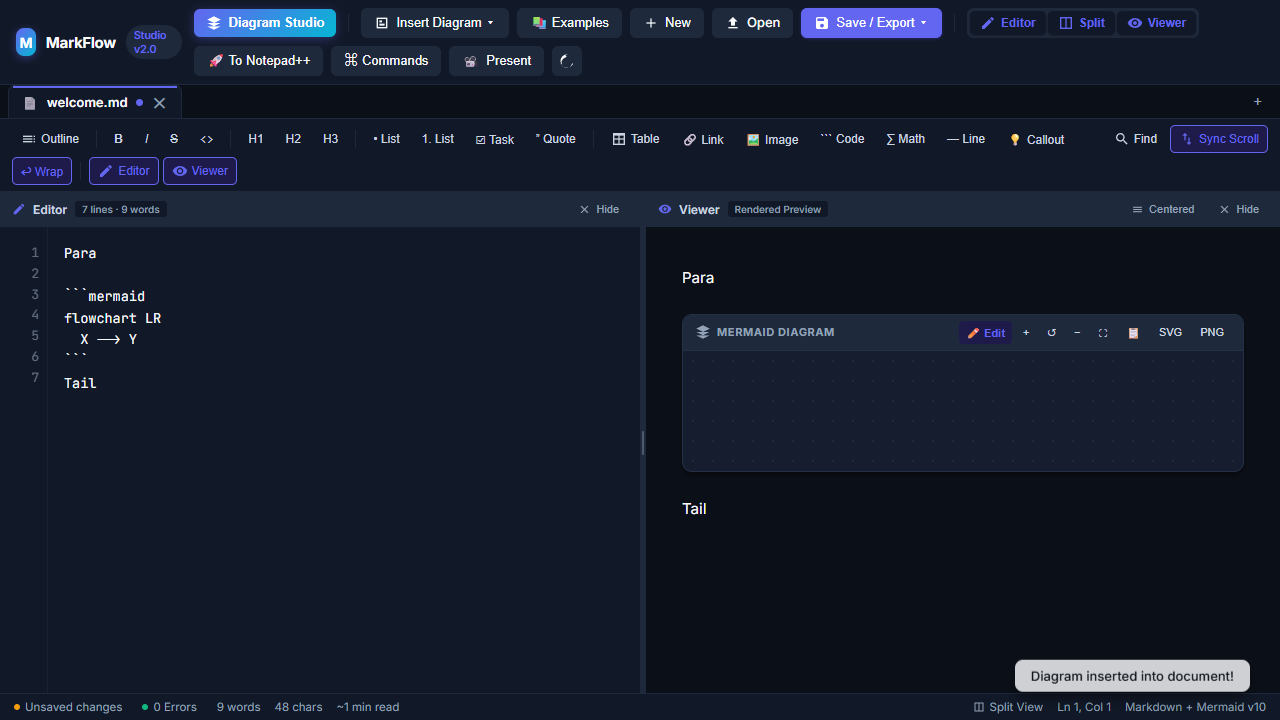 M MarkFlow Studio v2.0
Diagram Studio Insert Diagram Examples + New Open Save / Export Editor Split Viewer
To Notepad++ ⌘ Commands Present
welcome.md ✕ +
Outline B I S <> H1 H2 H3 • List 1. List ☑ Task " Quote Table Link Image ``` Code ∑ Math — Line Callout Find Sync Scroll
↩ Wrap Editor Viewer
Editor 7 lines · 9 words ✕ Hide
1 Para
2
3 ```mermaid
4 flowchart LR
5 X --> Y
6 ```
7 Tail
Viewer Rendered Preview Centered ✕ Hide
Para
MERMAID DIAGRAM Edit + ↺ − ⛶ SVG PNG
Tail
Diagram inserted into document!
Unsaved changes 0 Errors 9 words 48 chars ~1 min read Split View Ln 1, Col 1 Markdown + Mermaid v10